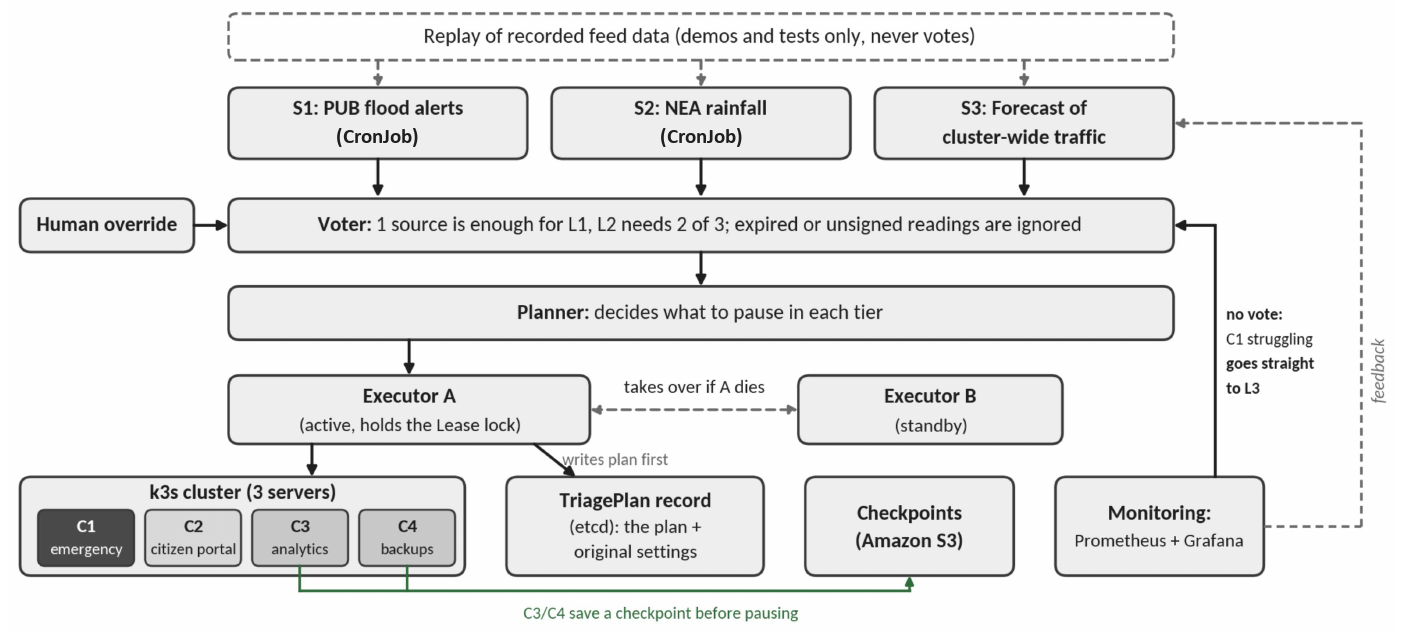 Replay of recorded feed data (demos and tests only, never votes)
S1: PUB flood alerts
(CronJob)
S2: NEA rainfall
(CronJob)
S3: Forecast of
cluster-wide traffic
Human override
Voter: 1 source is enough for L1, L2 needs 2 of 3; expired or unsigned readings are ignored
Planner: decides what to pause in each tier
no vote:
C1 struggling
goes straight
to L3
feedback
Executor A
(active, holds the Lease lock)
takes over if A dies
Executor B
(standby)
writes plan first
k3s cluster (3 servers)
C1
emergency
C2
citizen portal
C3
analytics
C4
backups
TriagePlan record
(etcd): the plan +
original settings
Checkpoints
(Amazon S3)
Monitoring:
Prometheus + Grafana
C3/C4 save a checkpoint before pausing